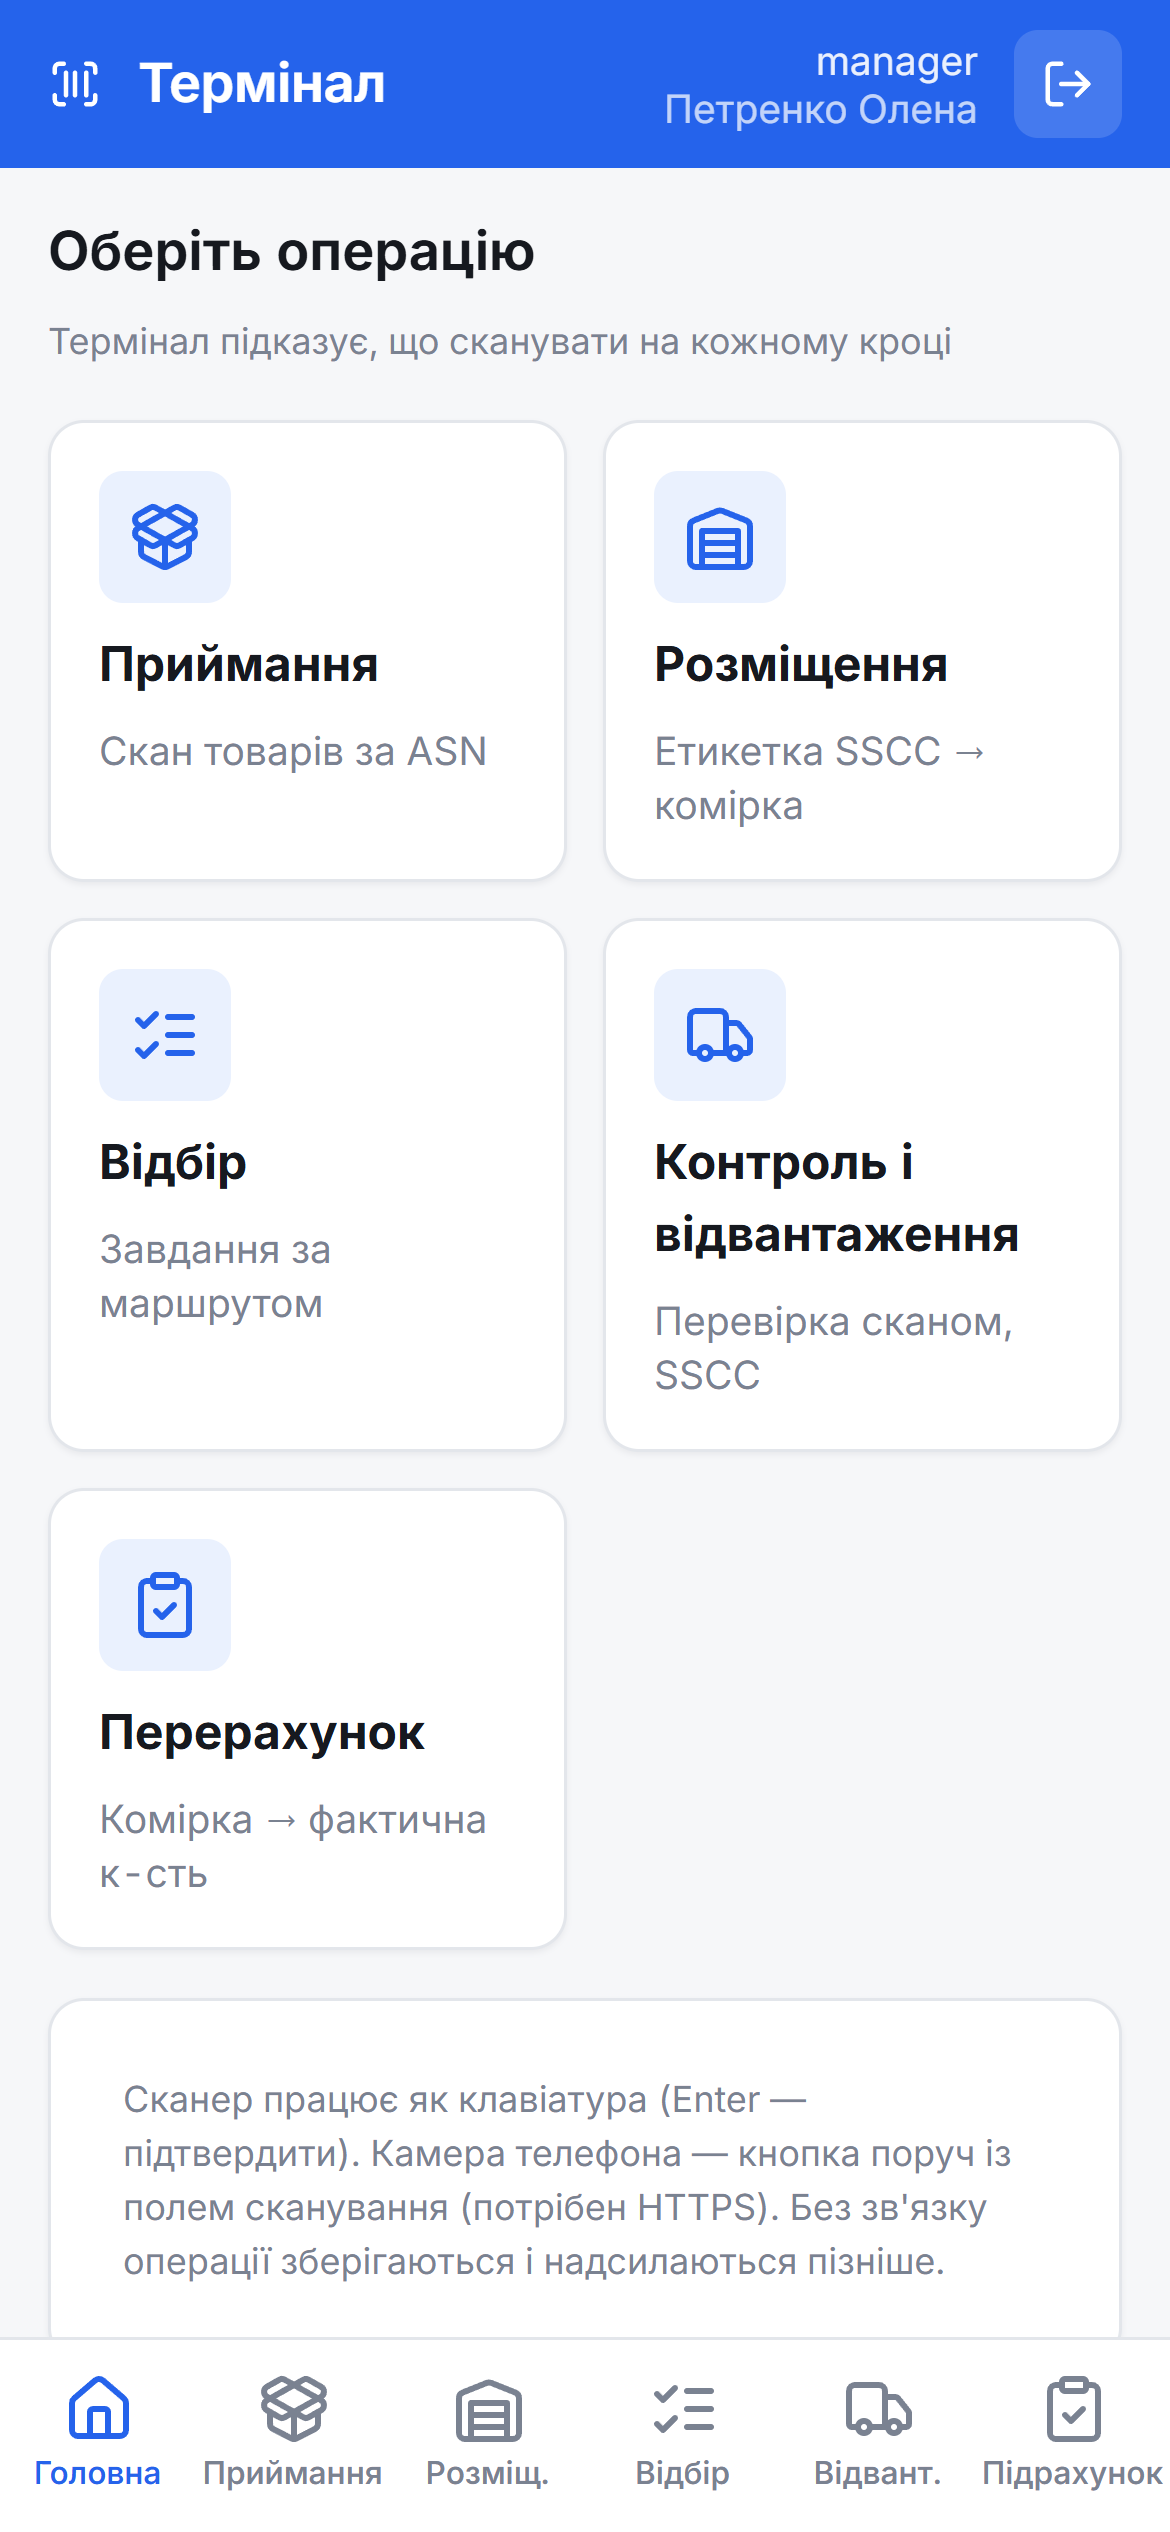 Термінал
manager
Петренко Олена
Оберіть операцію
Термінал підказує, що сканувати на кожному кроці
Приймання
Скан товарів за ASN
Розміщення
Етикетка SSCC →
комірка
Відбір
Завдання за
маршрутом
Контроль і
відвантаження
Перевірка сканом,
SSCC
Перерахунок
Комірка → фактична
к-сть
Сканер працює як клавіатура (Enter —
підтвердити). Камера телефона — кнопка поруч із
полем сканування (потрібен HTTPS). Без зв'язку
операції зберігаються і надсилаються пізніше.
Головна
Приймання
Розміщ.
Відбір
Відвант.
Підрахунок